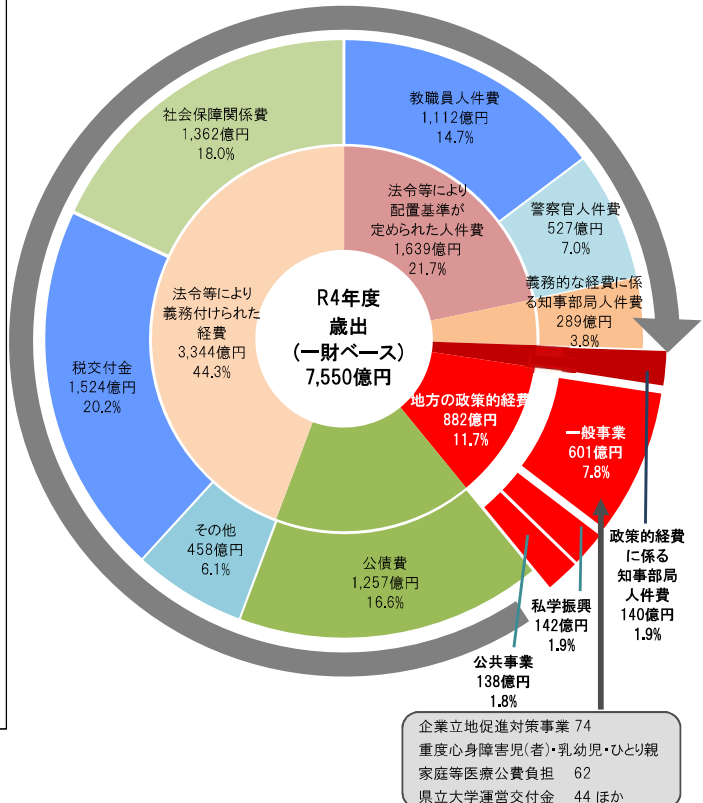 社会保障関係費
1,362億円
18.0%
教職員人件費
1,112億円
14.7%
法令等により
配置基準が
定められた人件費
1,639億円
21.7%
警察官人件費
527億円
7.0%
義務的な経費に係
る知事部局人件費
289億円
3.8%
法令等により
義務付けられた
経費
3,344億円
44.3%
R4年度
歳出
(一財ベース)
7,550億円
税交付金
1,524億円
20.2%
地方の政策的経費
882億円
11.7%
一般事業
601億円
7.8%
その他
458億円
6.1%
公債費
1,257億円
16.6%
政策的経費
に係る
知事部局
人件費
140億円
1.9%
私学振興
142億円
1.9%
公共事業
138億円
1.8%
企業立地促進対策事業 74
重度心身障害児(者)・乳幼児・ひとり親
家庭等医療公費負担 62
県立大学運営交付金 44 ほか